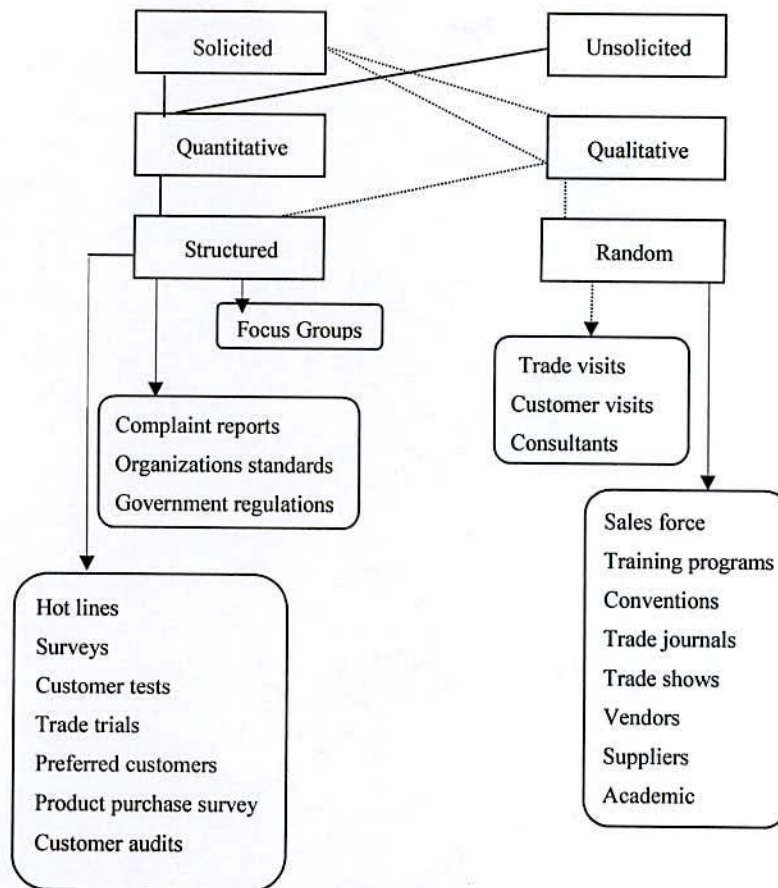 Solicited
Unsolicited
Quantitative
Qualitative
Structured
Random
Focus Groups
Complaint reports
Organizations standards
Government regulations
Trade visits
Customer visits
Consultants
Hot lines
Surveys
Customer tests
Trade trials
Preferred customers
Product purchase survey
Customer audits
Sales force
Training programs
Conventions
Trade journals
Trade shows
Vendors
Suppliers
Academic